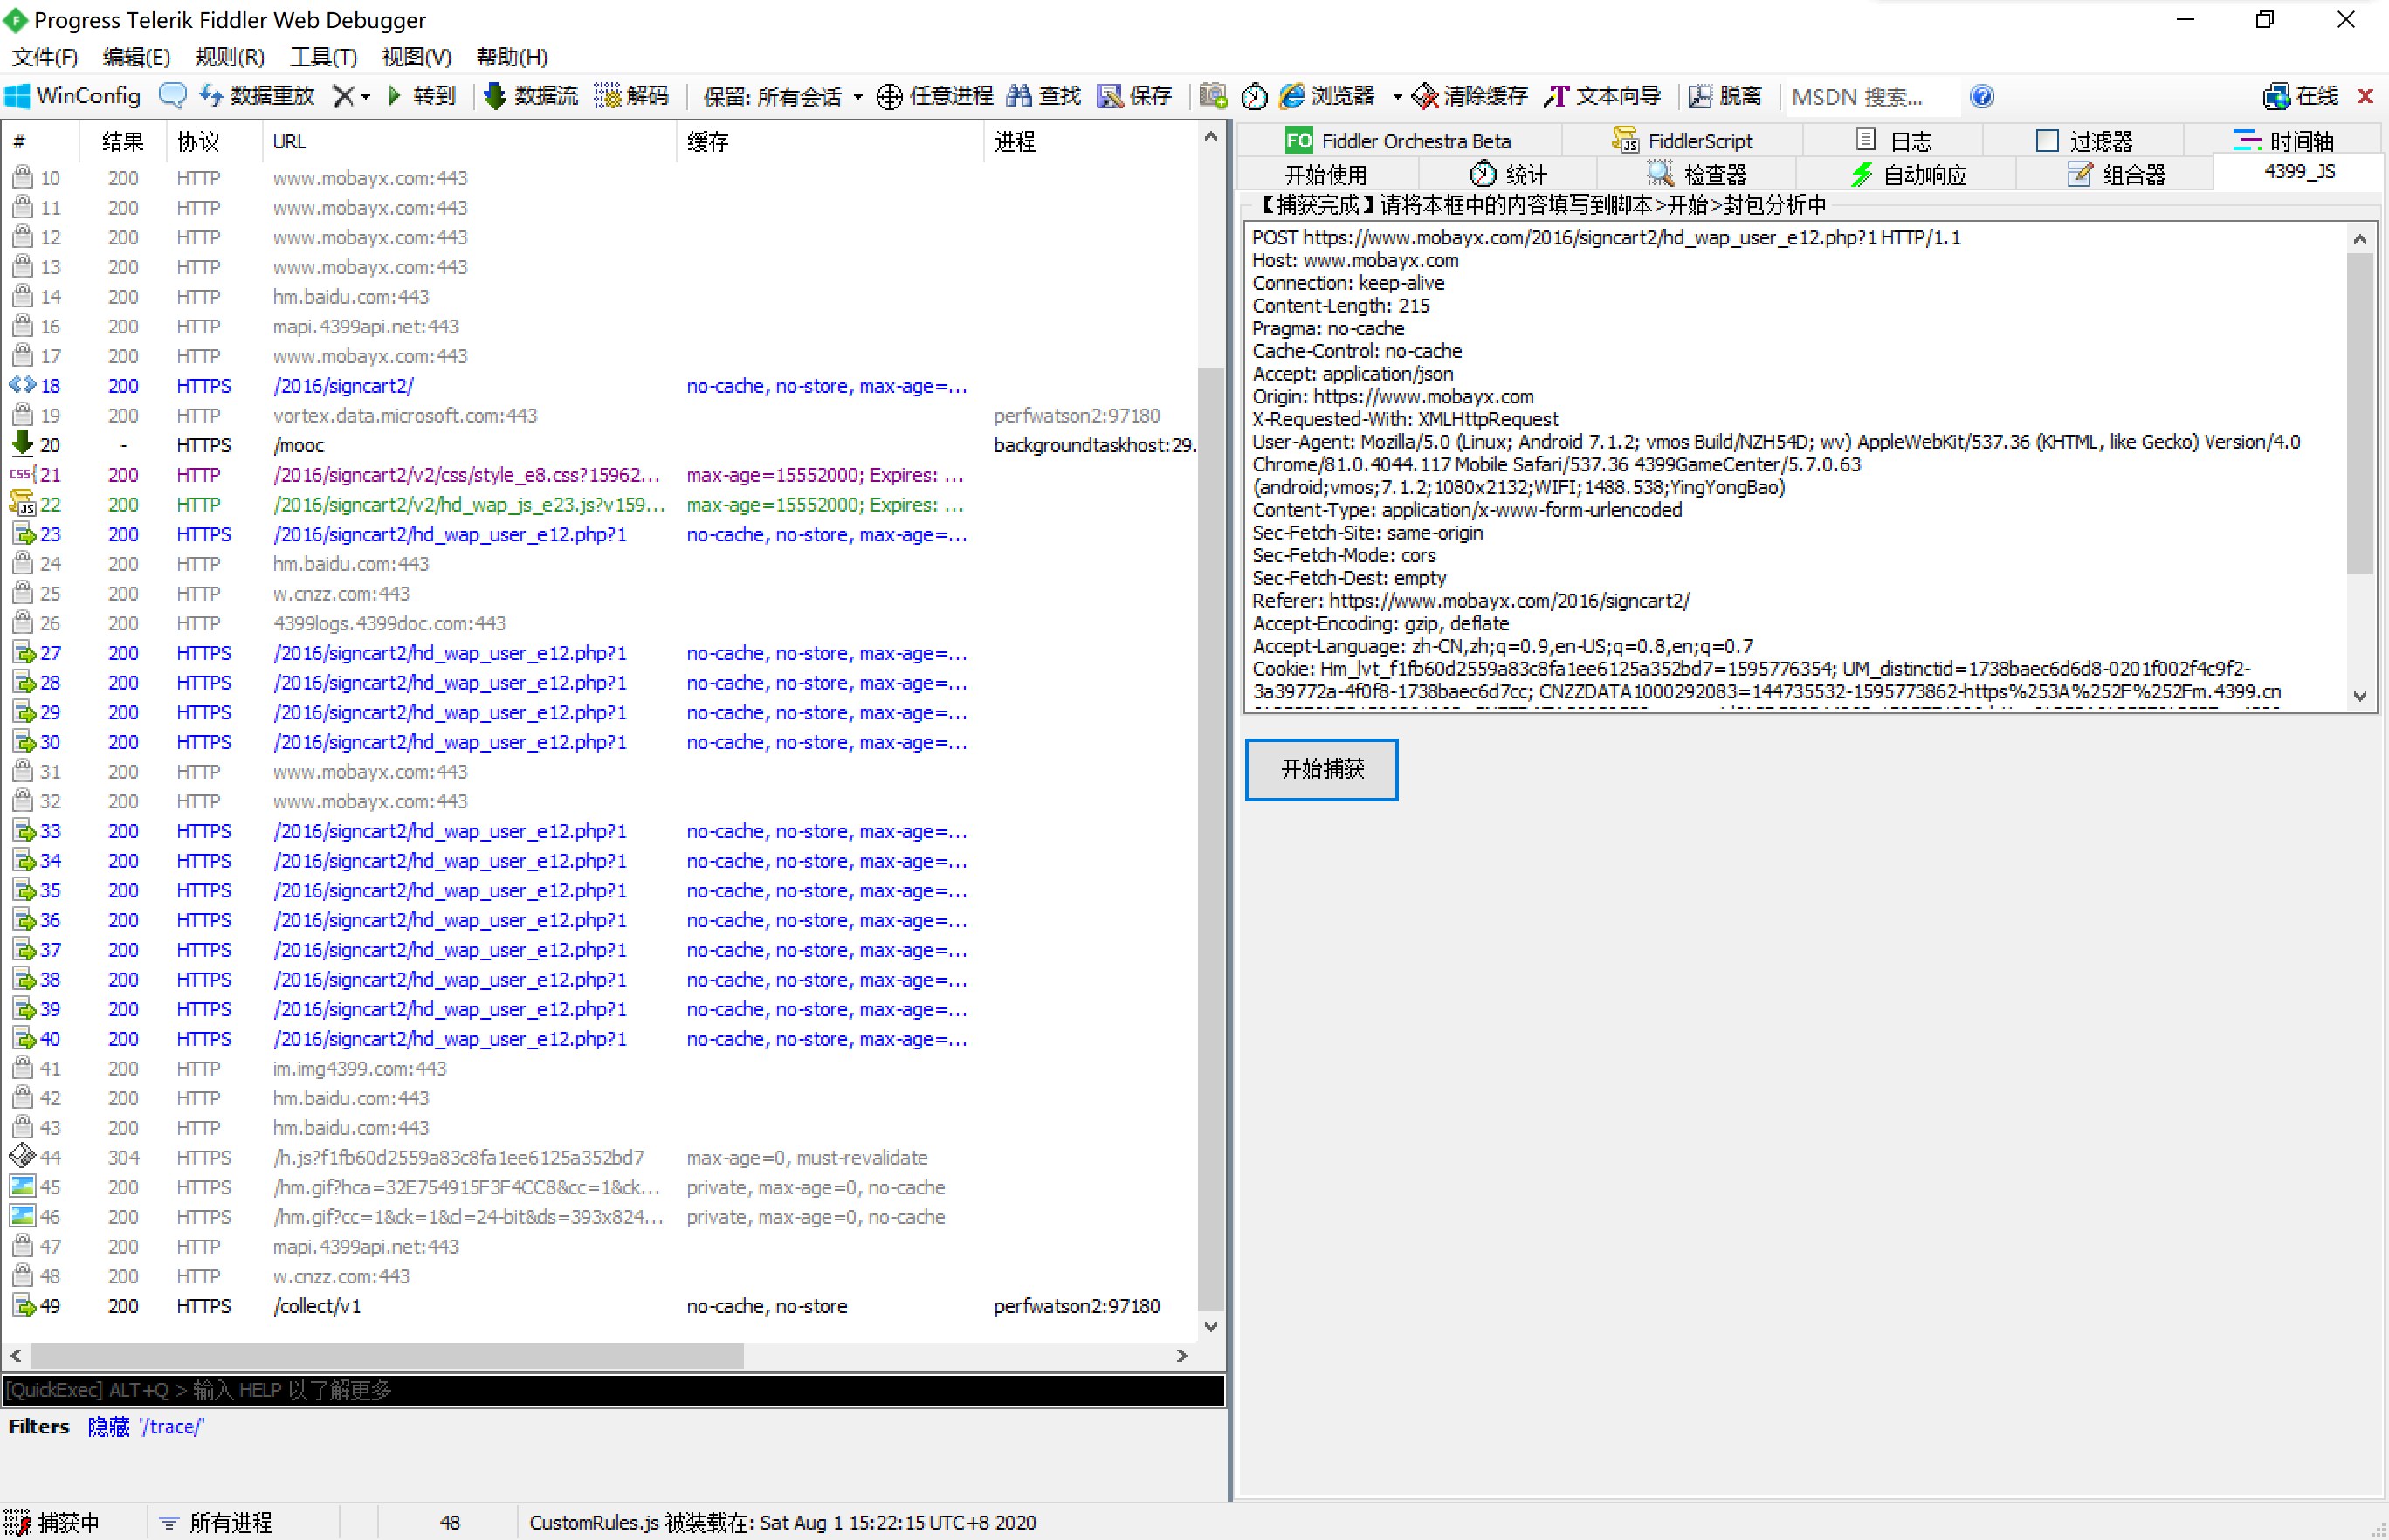 Progress Telerik Fiddler Web Debugger
文件(F) 编辑(E) 规则(R) 工具(T) 视图(V) 帮助(H)
WinConfig 数据重放 转到 数据流 解码 保留: 所有会话 任意进程 查找 保存 浏览器 清除缓存 文本向导 脱离 MSDN 搜索... 在线
# 结果 协议 URL 缓存 进程
10 200 HTTP www.mobayx.com:443
11 200 HTTP www.mobayx.com:443
12 200 HTTP www.mobayx.com:443
13 200 HTTP www.mobayx.com:443
14 200 HTTP hm.baidu.com:443
16 200 HTTP mapi.4399api.net:443
17 200 HTTP www.mobayx.com:443
18 200 HTTPS /2016/signcart2/ no-cache, no-store, max-age=...
19 200 HTTP vortex.data.microsoft.com:443 perfwatson2:97180
20 - HTTPS /mooc backgroundtaskhost:29.
21 200 HTTP /2016/signcart2/v2/css/style_e8.css?15962... max-age=15552000; Expires: ...
22 200 HTTP /2016/signcart2/v2/hd_wap_js_e23.js?v159... max-age=15552000; Expires: ...
23 200 HTTPS /2016/signcart2/hd_wap_user_e12.php?1 no-cache, no-store, max-age=...
24 200 HTTP hm.baidu.com:443
25 200 HTTP w.cnzz.com:443
26 200 HTTP 4399logs.4399doc.com:443
27 200 HTTPS /2016/signcart2/hd_wap_user_e12.php?1 no-cache, no-store, max-age=...
28 200 HTTPS /2016/signcart2/hd_wap_user_e12.php?1 no-cache, no-store, max-age=...
29 200 HTTPS /2016/signcart2/hd_wap_user_e12.php?1 no-cache, no-store, max-age=...
30 200 HTTPS /2016/signcart2/hd_wap_user_e12.php?1 no-cache, no-store, max-age=...
31 200 HTTP www.mobayx.com:443
32 200 HTTP www.mobayx.com:443
33 200 HTTPS /2016/signcart2/hd_wap_user_e12.php?1 no-cache, no-store, max-age=...
34 200 HTTPS /2016/signcart2/hd_wap_user_e12.php?1 no-cache, no-store, max-age=...
35 200 HTTPS /2016/signcart2/hd_wap_user_e12.php?1 no-cache, no-store, max-age=...
36 200 HTTPS /2016/signcart2/hd_wap_user_e12.php?1 no-cache, no-store, max-age=...
37 200 HTTPS /2016/signcart2/hd_wap_user_e12.php?1 no-cache, no-store, max-age=...
38 200 HTTPS /2016/signcart2/hd_wap_user_e12.php?1 no-cache, no-store, max-age=...
39 200 HTTPS /2016/signcart2/hd_wap_user_e12.php?1 no-cache, no-store, max-age=...
40 200 HTTPS /2016/signcart2/hd_wap_user_e12.php?1 no-cache, no-store, max-age=...
41 200 HTTP im.img4399.com:443
42 200 HTTP hm.baidu.com:443
43 200 HTTP hm.baidu.com:443
44 304 HTTPS /h.js?f1fb60d2559a83c8fa1ee6125a352bd7 max-age=0, must-revalidate
45 200 HTTPS /hm.gif?hca=32E754915F3F4CC8&cc=1&ck... private, max-age=0, no-cache
46 200 HTTPS /hm.gif?cc=1&ck=1&cl=24-bit&ds=393x824... private, max-age=0, no-cache
47 200 HTTP mapi.4399api.net:443
48 200 HTTP w.cnzz.com:443
49 200 HTTPS /collect/v1 no-cache, no-store perfwatson2:97180
[QuickExec] ALT+Q > 输入 HELP 以了解更多
Filters 隐藏 '/trace/'
FO Fiddler Orchestra Beta FiddlerScript 日志 过滤器 时间轴
开始使用 统计 检查器 自动响应 组合器 4399_JS
【捕获完成】请将本框中的内容填写到脚本>开始>封包分析中
POST https://www.mobayx.com/2016/signcart2/hd_wap_user_e12.php?1 HTTP/1.1
Host: www.mobayx.com
Connection: keep-alive
Content-Length: 215
Pragma: no-cache
Cache-Control: no-cache
Accept: application/json
Origin: https://www.mobayx.com
X-Requested-With: XMLHttpRequest
User-Agent: Mozilla/5.0 (Linux; Android 7.1.2; vmos Build/NZH54D; wv) AppleWebKit/537.36 (KHTML, like Gecko) Version/4.0
Chrome/81.0.4044.117 Mobile Safari/537.36 4399GameCenter/5.7.0.63
(android;vmos;7.1.2;1080x2132;WIFI;1488.538;YingYongBao)
Content-Type: application/x-www-form-urlencoded
Sec-Fetch-Site: same-origin
Sec-Fetch-Mode: cors
Sec-Fetch-Dest: empty
Referer: https://www.mobayx.com/2016/signcart2/
Accept-Encoding: gzip, deflate
Accept-Language: zh-CN,zh;q=0.9,en-US;q=0.8,en;q=0.7
Cookie: Hm_lvt_f1fb60d2559a83c8fa1ee6125a352bd7=1595776354; UM_distinctid=1738baec6d6d8-0201f002f4c9f2-
3a39772a-4f0f8-1738baec6d7cc; CNZZDATA1000292083=144735532-1595773862-https%253A%252F%252Fm.4399.cn
开始捕获
捕获中 所有进程 48 CustomRules.js 被装载在: Sat Aug 1 15:22:15 UTC+8 2020